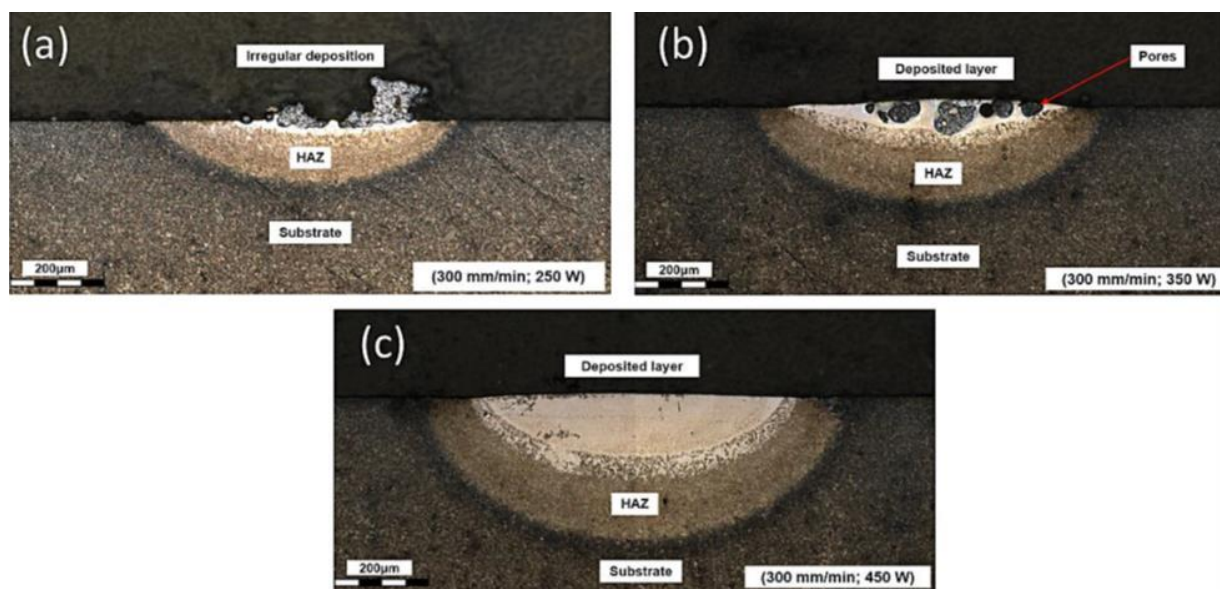 (a)
Irregular deposition
HAZ
Substrate
200µm
(300 mm/min; 250 W)
(b)
Deposited layer
Pores
HAZ
Substrate
200µm
(300 mm/min; 350 W)
(c)
Deposited layer
HAZ
Substrate
200µm
(300 mm/min; 450 W)